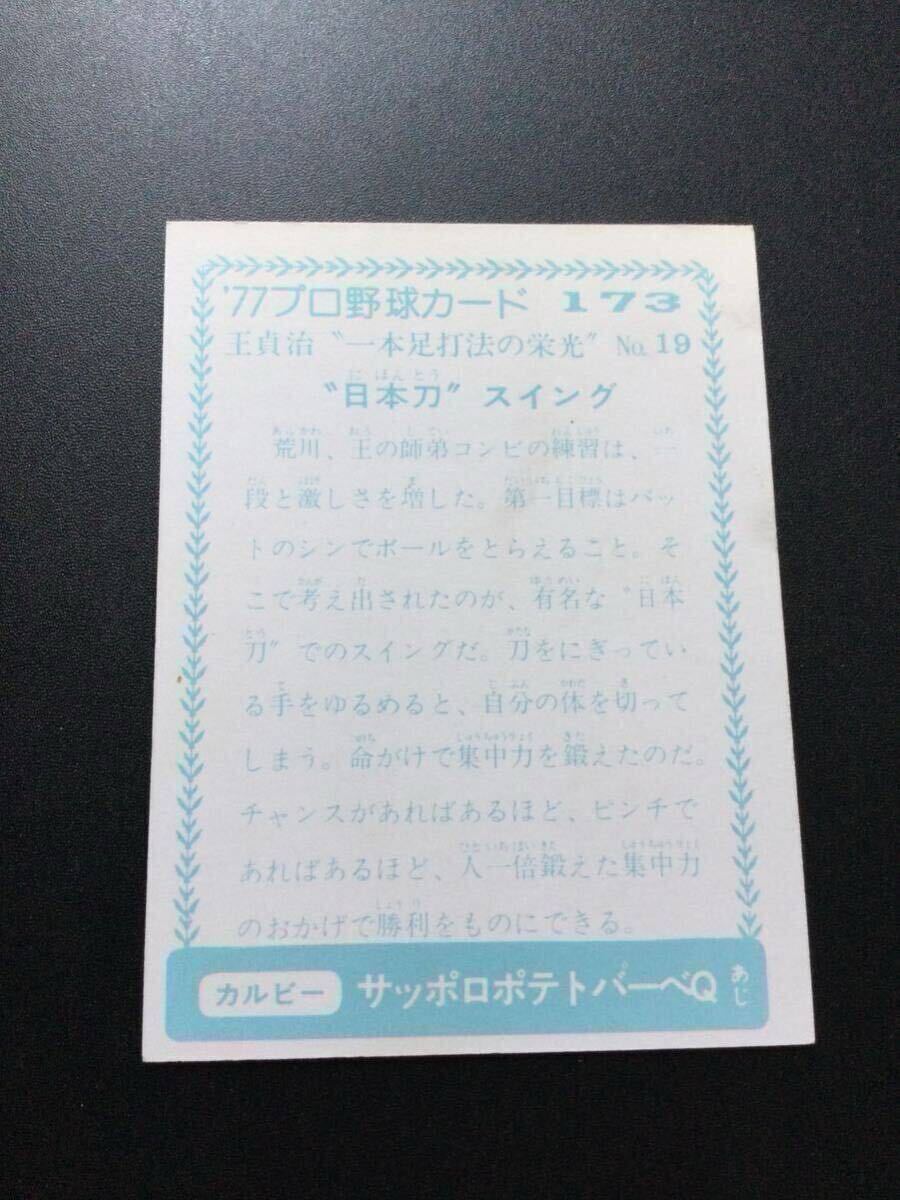 '77プロ野球カード 173
王貞治 〝一本足打法の栄光〟 No. 19
〝日本刀〟 スイング
荒川、王の師弟コンビの練習は、一
段と激しさを増した。第一目標はバッ
トのシンでボールをとらえること。そ
こで考え出されたのが、有名な〝日本
刀〟でのスイングだ。刀をにぎってい
る手をゆるめると、自分の体を切って
しまう。命がけで集中力を鍛えたのだ。
チャンスがあればあるほど、ピンチで
あればあるほど、人一倍鍛えた集中力
のおかげで勝利をものにできる。
カルビー サッポロポテトバーベQ あじ